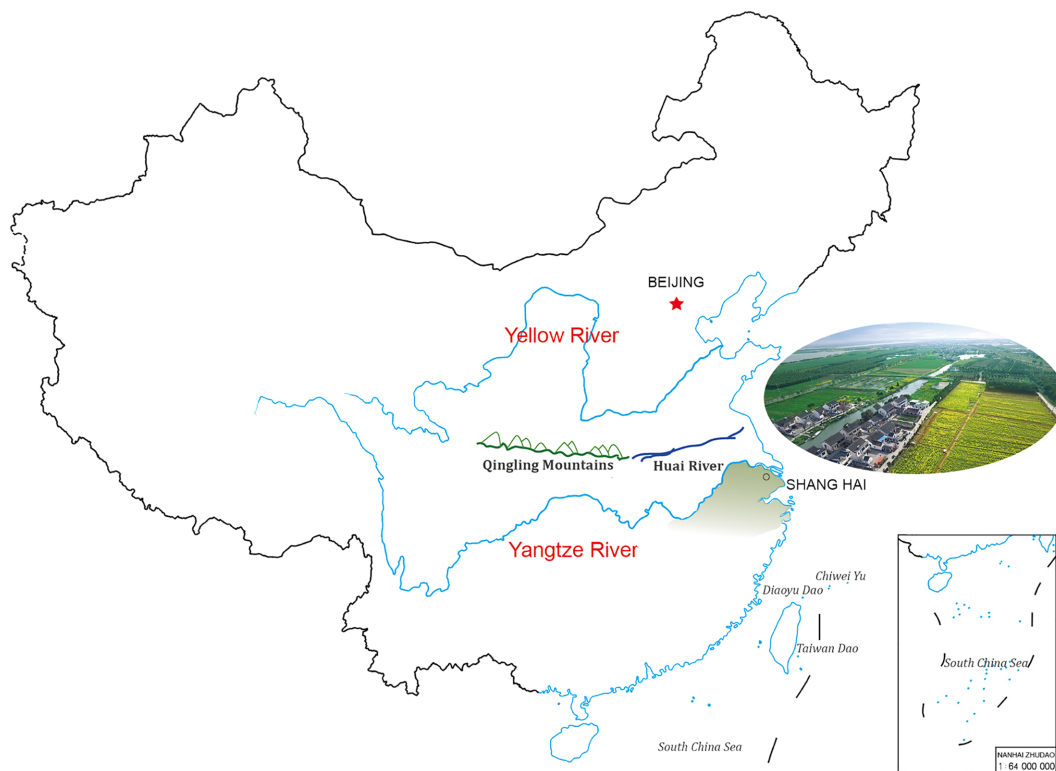 BEIJING
Yellow River
Qingling Mountains
Huai River
SHANG HAI
Yangtze River
Chiwei Yu
Diaoyu Dao
Taiwan Dao
South China Sea
South China Sea
NANHAI ZHUDAO
1:64 000 000